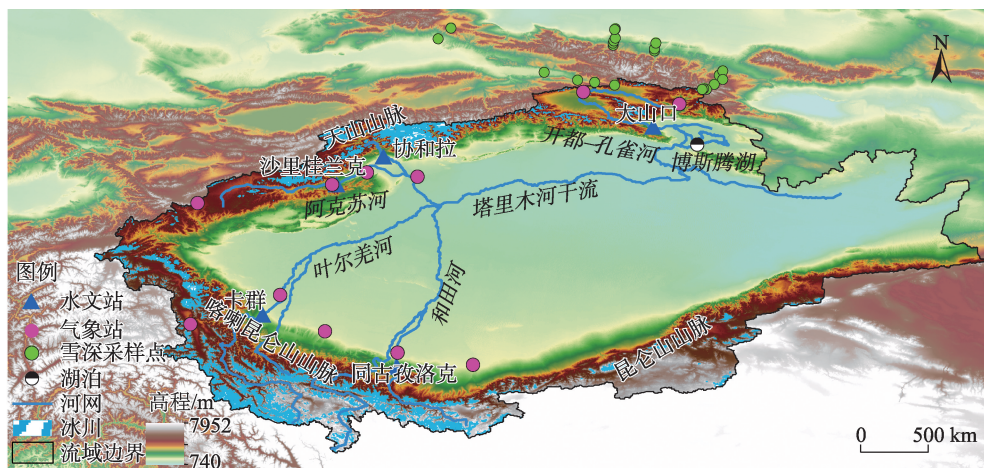 N
天山山脉
大山口
协和拉
开都—孔雀河
博斯腾湖
沙里桂兰克
阿克苏河
塔里木河干流
叶尔羌河
和田河
卡群
喀喇昆仑山山脉
同古孜洛克
昆仑山山脉
图例
水文站
气象站
雪深采样点
湖泊
河网
冰川
流域边界
高程/m
7952
740
0 500 km